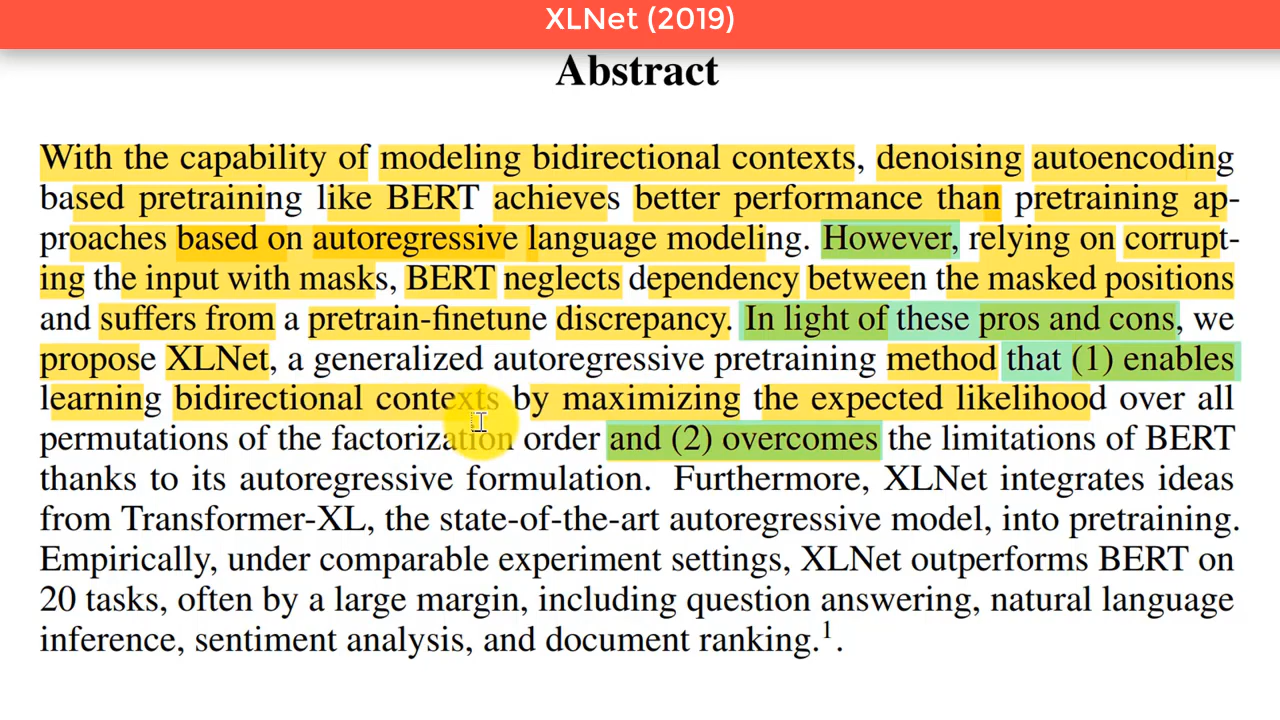 XLNet (2019)
Abstract
With the capability of modeling bidirectional contexts, denoising autoencoding
based pretraining like BERT achieves better performance than pretraining ap-
proaches based on autoregressive language modeling. However, relying on corrupt-
ing the input with masks, BERT neglects dependency between the masked positions
and suffers from a pretrain-finetune discrepancy. In light of these pros and cons, we
propose XLNet, a generalized autoregressive pretraining method that (1) enables
learning bidirectional contexts by maximizing the expected likelihood over all
permutations of the factorization order and (2) overcomes the limitations of BERT
thanks to its autoregressive formulation. Furthermore, XLNet integrates ideas
from Transformer-XL, the state-of-the-art autoregressive model, into pretraining.
Empirically, under comparable experiment settings, XLNet outperforms BERT on
20 tasks, often by a large margin, including question answering, natural language
inference, sentiment analysis, and document ranking.¹.